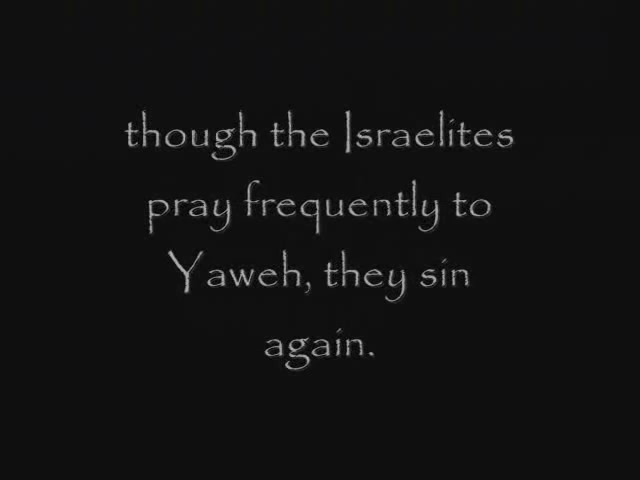 though the Israelites
pray frequently to
Yaweh, they sin
again.